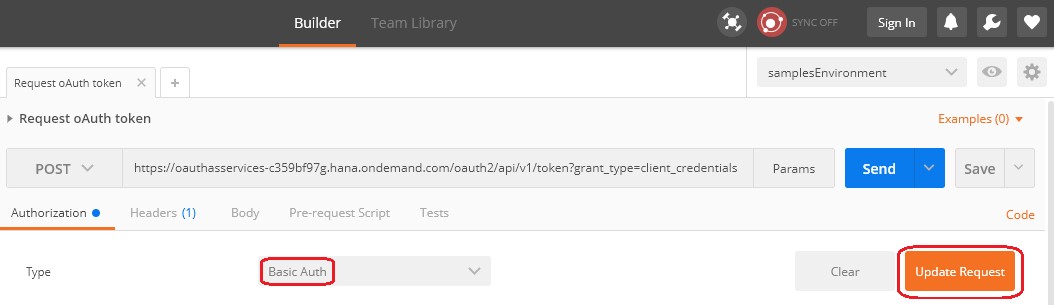 Builder Team Library SYNC OFF Sign In
Request oAuth token × + samplesEnvironment
Request oAuth token Examples (0)
POST https://oauthasservices-c359bf97g.hana.ondemand.com/oauth2/api/v1/token?grant_type=client_credentials Params Send Save
Authorization Headers (1) Body Pre-request Script Tests Code
Type Basic Auth Clear Update Request